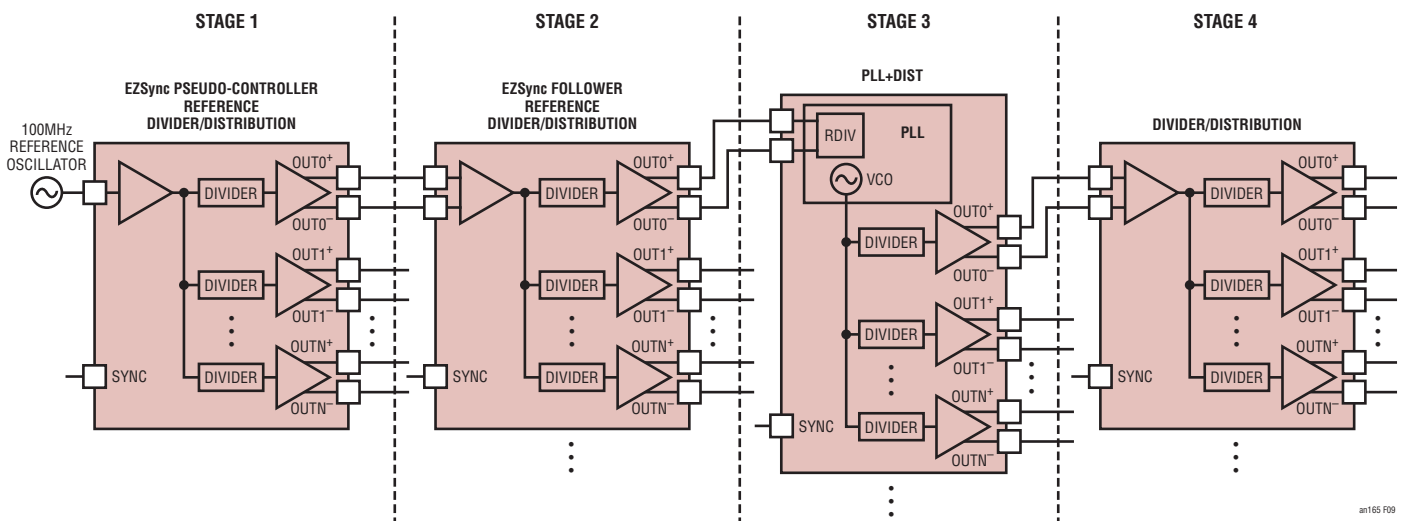 STAGE 1
STAGE 2
STAGE 3
STAGE 4
EZSync PSEUDO-CONTROLLER
REFERENCE
DIVIDER/DISTRIBUTION
100MHz
REFERENCE
OSCILLATOR
DIVIDER
OUT0+
OUT0−
DIVIDER
OUT1+
OUT1−
DIVIDER
OUTN+
OUTN−
SYNC
EZSync FOLLOWER
REFERENCE
DIVIDER/DISTRIBUTION
DIVIDER
OUT0+
OUT0−
DIVIDER
OUT1+
OUT1−
DIVIDER
OUTN+
OUTN−
SYNC
PLL+DIST
RDIV
PLL
VCO
DIVIDER
OUT0+
OUT0−
DIVIDER
OUT1+
OUT1−
DIVIDER
OUTN+
OUTN−
SYNC
DIVIDER/DISTRIBUTION
DIVIDER
OUT0+
OUT0−
DIVIDER
OUT1+
OUT1−
DIVIDER
OUTN+
OUTN−
SYNC
an165 F09